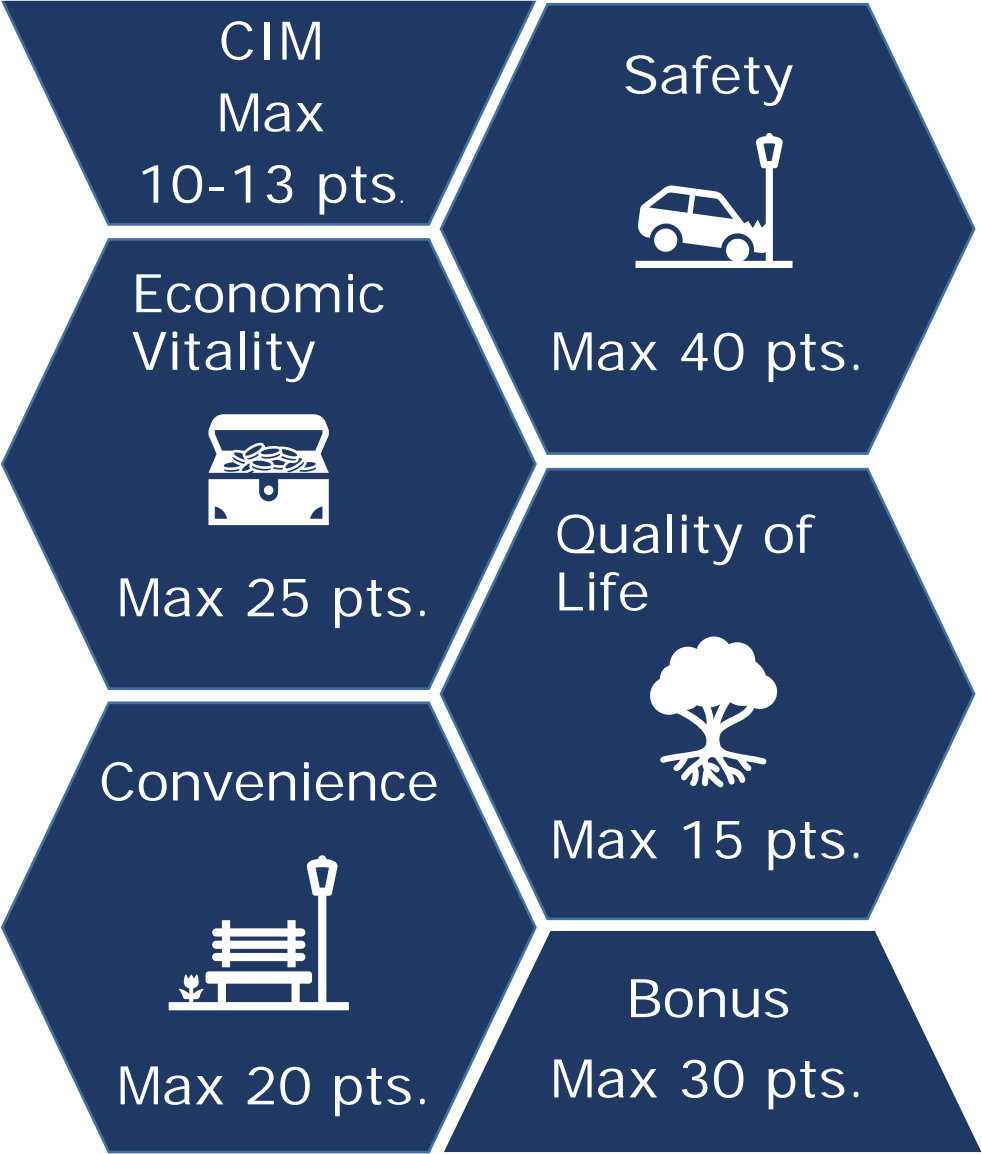 CIM
Max
10-13 pts.
Safety
Max 40 pts.
Economic
Vitality
Max 25 pts.
Quality of
Life
Max 15 pts.
Convenience
Max 20 pts.
Bonus
Max 30 pts.